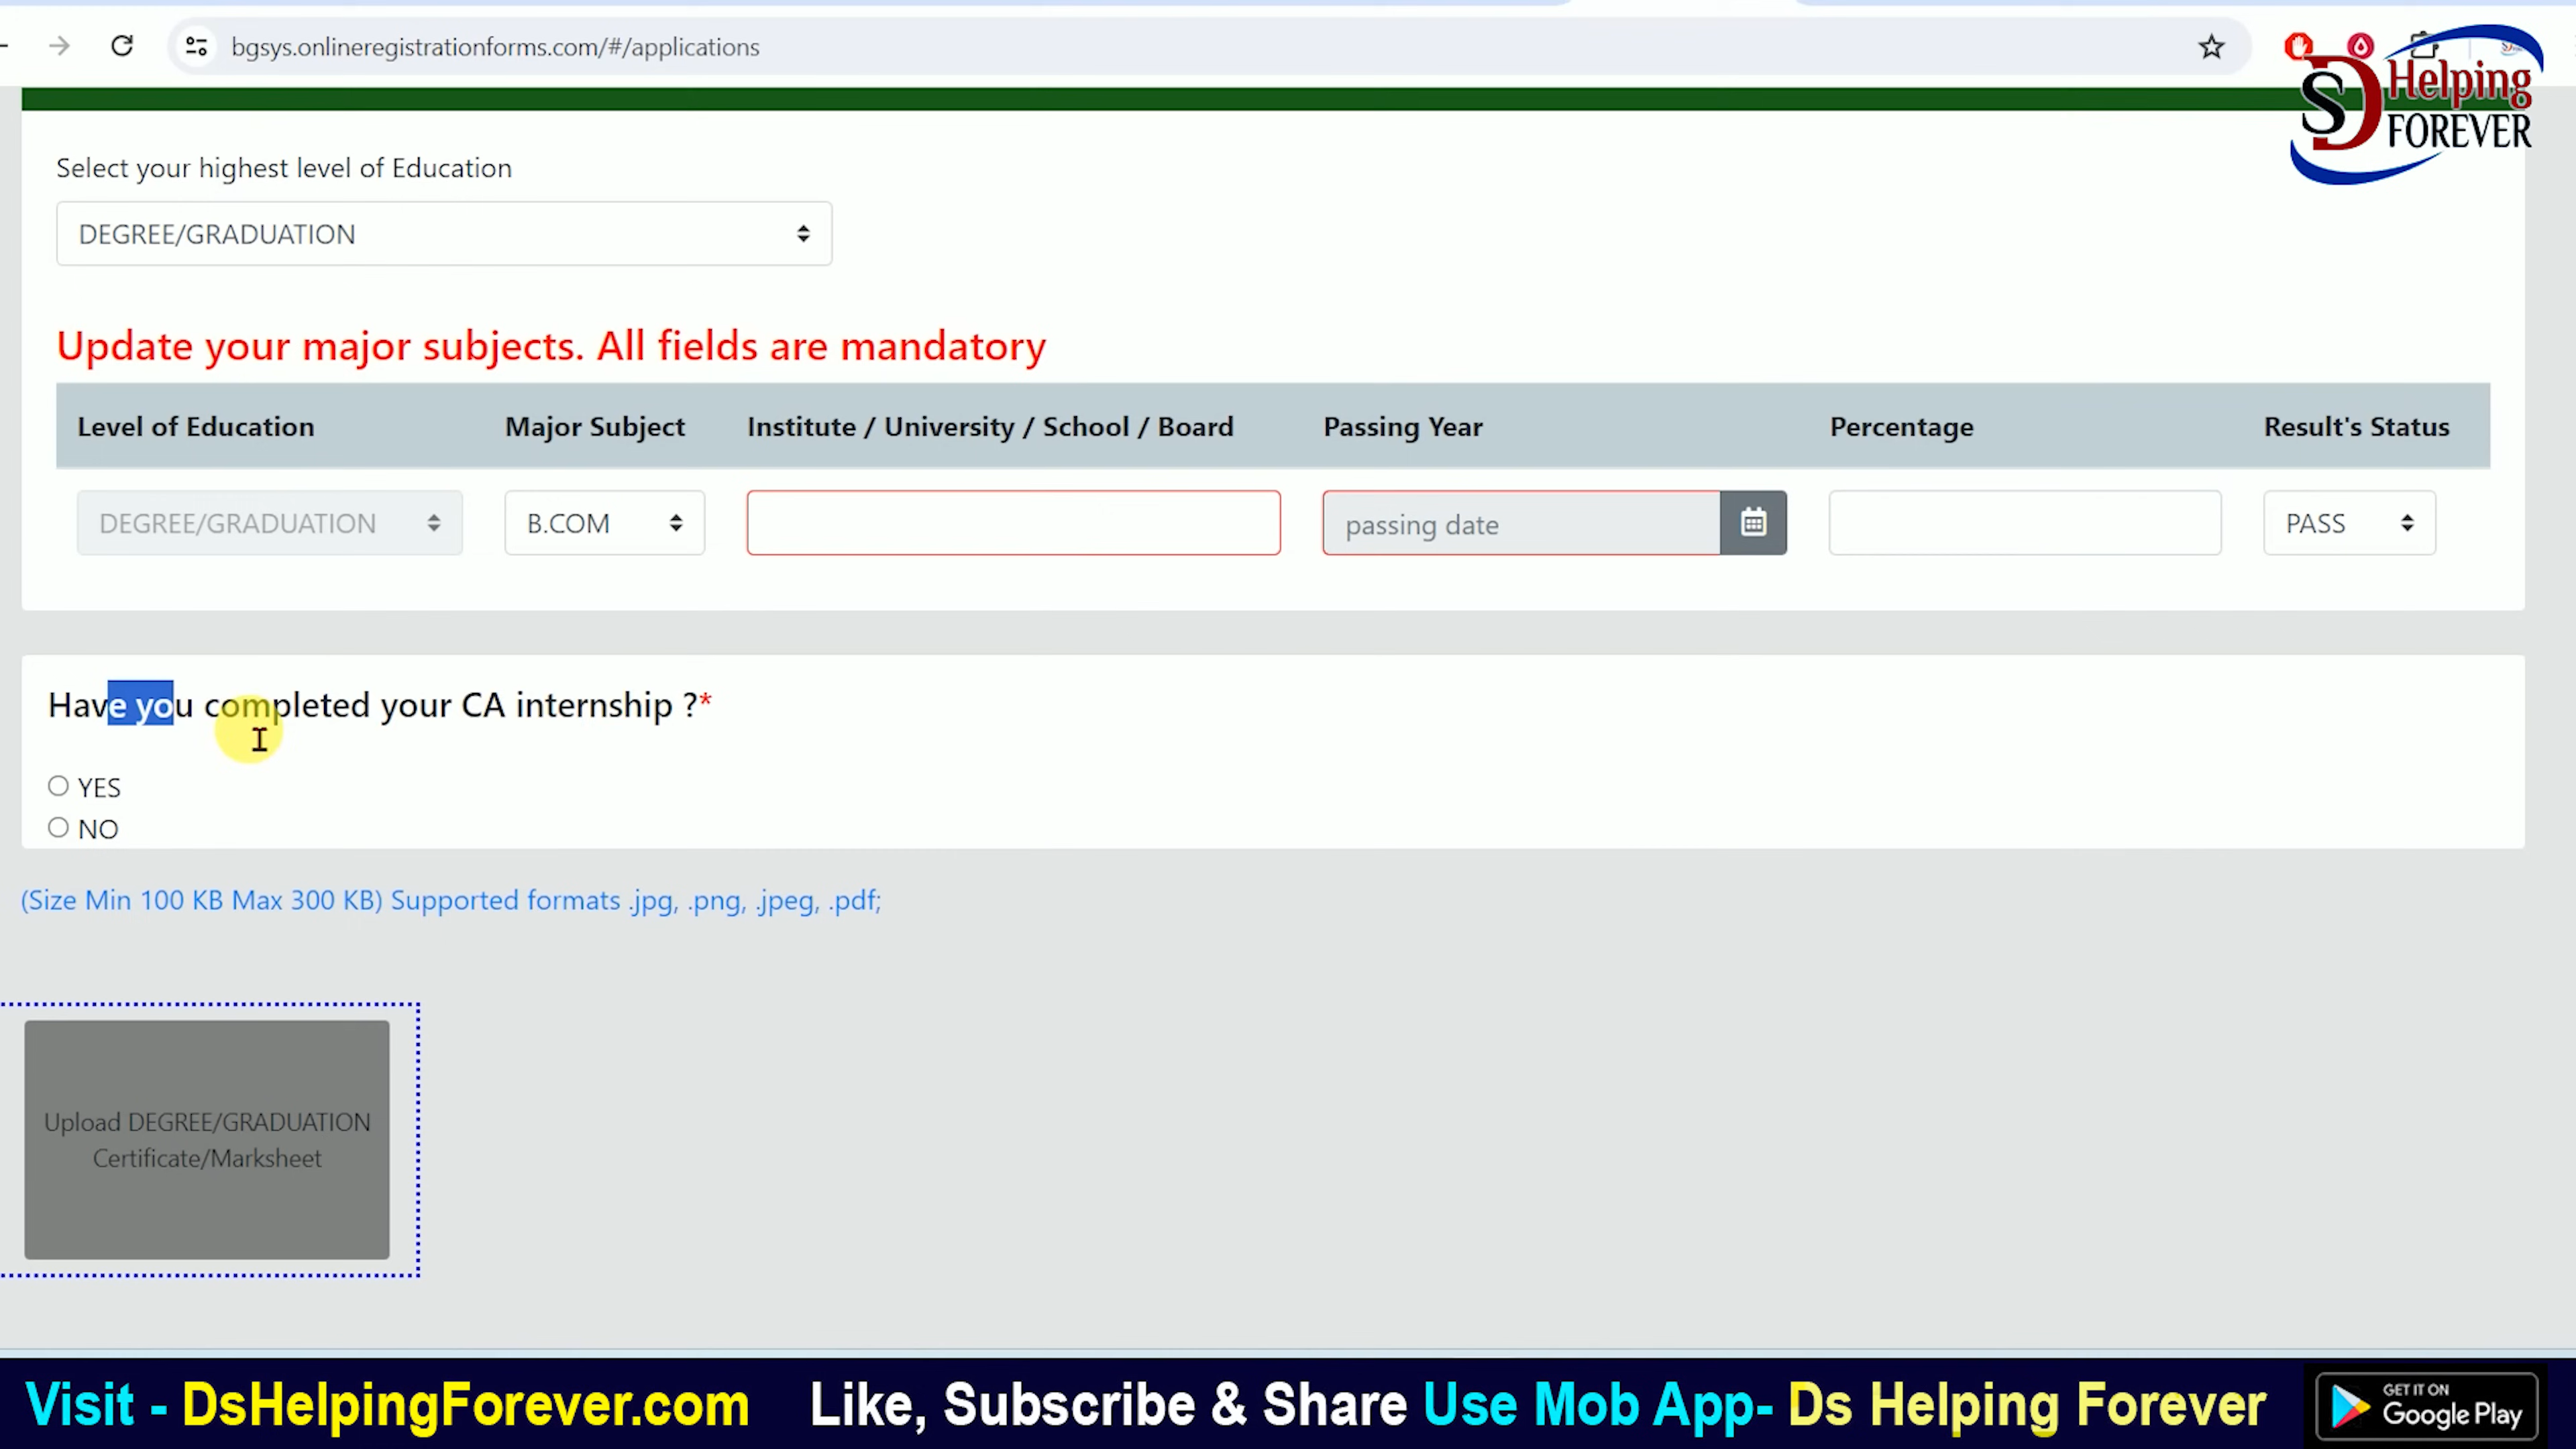 bgsys.onlineregistrationforms.com/#/applications
SD Helping
FOREVER
Select your highest level of Education
DEGREE/GRADUATION
Update your major subjects. All fields are mandatory
Level of Education Major Subject Institute / University / School / Board Passing Year Percentage Result's Status
DEGREE/GRADUATION B.COM passing date PASS
Have you completed your CA internship ?*
YES
NO
(Size Min 100 KB Max 300 KB) Supported formats .jpg, .png, .jpeg, .pdf;
Upload DEGREE/GRADUATION
Certificate/Marksheet
Visit - DsHelpingForever.com Like, Subscribe & Share Use Mob App- Ds Helping Forever GET IT ON
Google Play